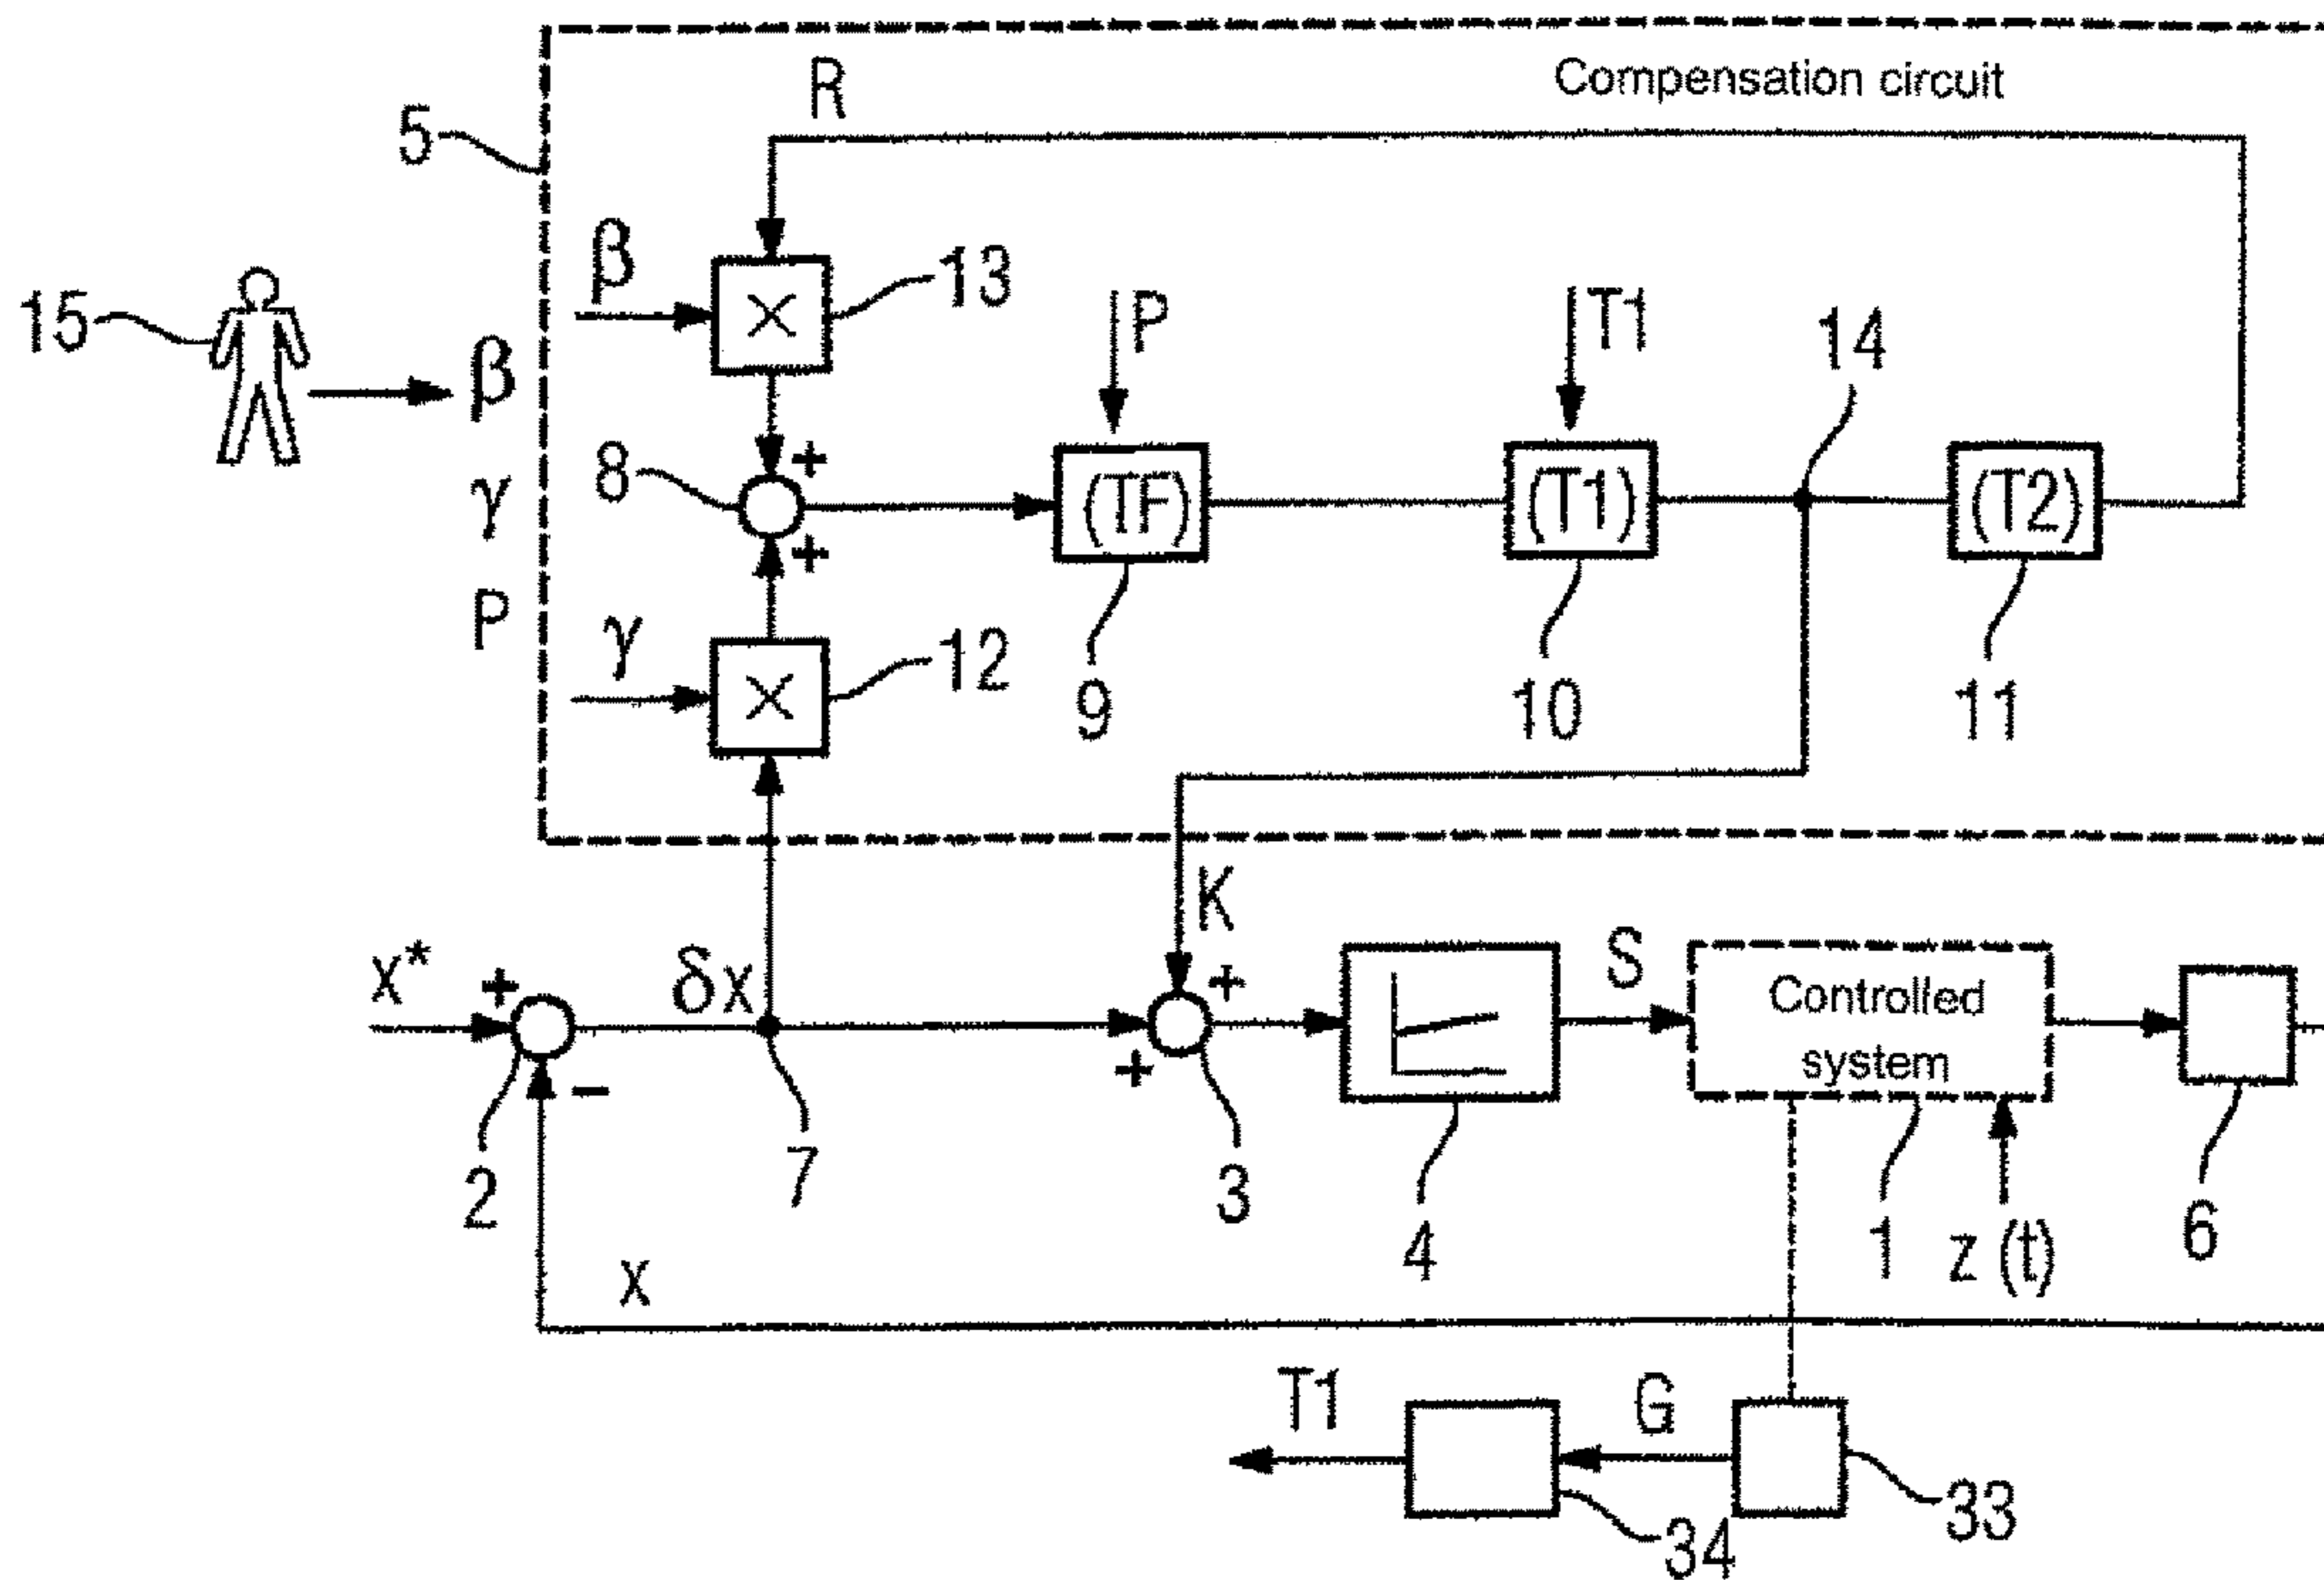 Compensation circuit
R
5
β
13
15
P
T1
14
β
8
+
(TF)
(T1)
(T2)
γ
+
P
γ
12
9
10
11
K
x*
+
δx
+
S
Controlled
system
−
+
2
7
3
4
1
z (t)
6
x
T1
G
33
34